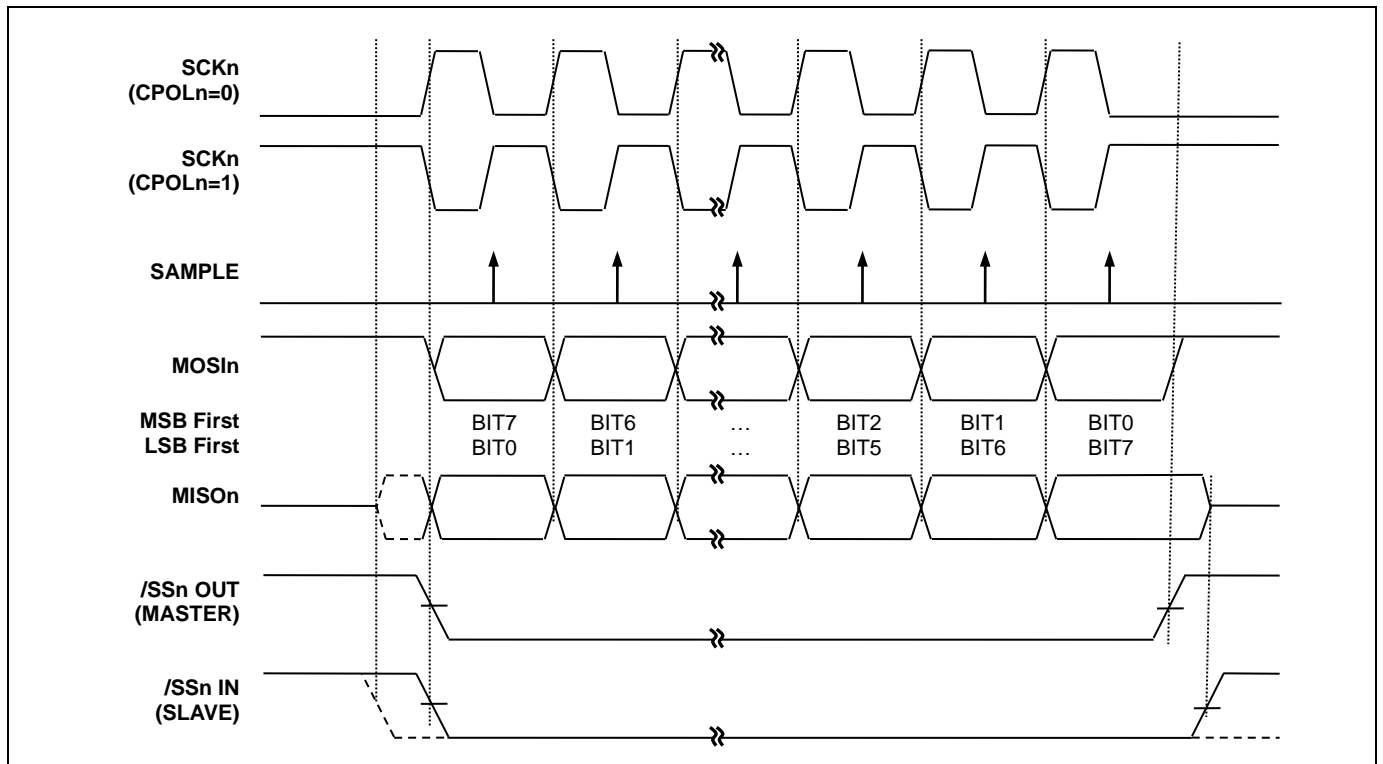 SCKn
(CPOLn=0)
SCKn
(CPOLn=1)
SAMPLE
MOSIn
MSB First BIT7 BIT6 … BIT2 BIT1 BIT0
LSB First BIT0 BIT1 … BIT5 BIT6 BIT7
MISOn
/SSn OUT
(MASTER)
/SSn IN
(SLAVE)